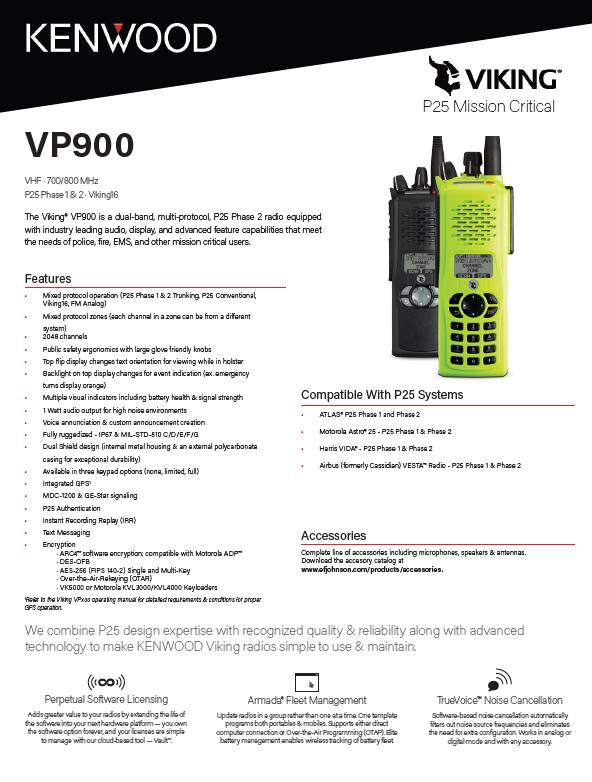 KENWOOD
VIKING®
P25 Mission Critical
VP900
VHF · 700/800 MHz
P25 Phase 1 & 2 · Viking16
The Viking® VP900 is a dual-band, multi-protocol, P25 Phase 2 radio equipped
with industry leading audio, display, and advanced feature capabilities that meet
the needs of police, fire, EMS, and other mission critical users.
Features
• Mixed protocol operation (P25 Phase 1 & 2 Trunking, P25 Conventional,
Viking16, FM Analog)
• Mixed protocol zones (each channel in a zone can be from a different
system)
• 2048 channels
• Public safety ergonomics with large glove friendly knobs
• Top flip display changes text orientation for viewing while in holster
• Backlight on top display changes for event indication (ex. emergency
turns display orange)
• Multiple visual indicators including battery health & signal strength
• 1 Watt audio output for high noise environments
• Voice annunciation & custom announcement creation
• Fully ruggedized - IP67 & MIL-STD-810 C/D/E/F/G
• Dual Shield design (internal metal housing & an external polycarbonate
casing for exceptional durability)
• Available in three keypad options (none, limited, full)
• Integrated GPS¹
• MDC-1200 & GE-Star signaling
• P25 Authentication
• Instant Recording Replay (IRR)
• Text Messaging
• Encryption
· ARC4™ software encryption; compatible with Motorola ADP™
· DES-OFB
· AES-256 (FIPS 140-2) Single and Multi-Key
· Over-the-Air-Rekeying (OTAR)
· VK5000 or Motorola KVL3000/KVL4000 Keyloaders
¹Refer to the Viking VP900 operating manual for detailed requirements & conditions for proper
GPS operation.
CHANNEL
ZONE
CHANNEL
ZONE
Compatible With P25 Systems
• ATLAS® P25 Phase 1 and Phase 2
• Motorola Astro® 25 - P25 Phase 1 & Phase 2
• Harris VIDA® - P25 Phase 1 & Phase 2
• Airbus (formerly Cassidian) VESTA™ Radio - P25 Phase 1 & Phase 2
Accessories
Complete line of accessories including microphones, speakers & antennas.
Download the accesory catalog at
www.efjohnson.com/products/accessories.
We combine P25 design expertise with recognized quality & reliability along with advanced
technology to make KENWOOD Viking radios simple to use & maintain.
Perpetual Software Licensing
Adds greater value to your radios by extending the life of
the software into your next hardware platform — you own
the software option forever, and your licenses are simple
to manage with our cloud-based tool — Vault™.
Armada® Fleet Management
Update radios in a group rather than one at a time. One template
programs both portables & mobiles. Supports either direct
computer connection or Over-the-Air Programming (OTAP). Elite
battery management enables wireless tracking of battery fleet.
TrueVoice™ Noise Cancellation
Software-based noise cancellation automatically
filters out noise source frequencies and eliminates
the need for extra configuration. Works in analog or
digital mode and with any accessory.